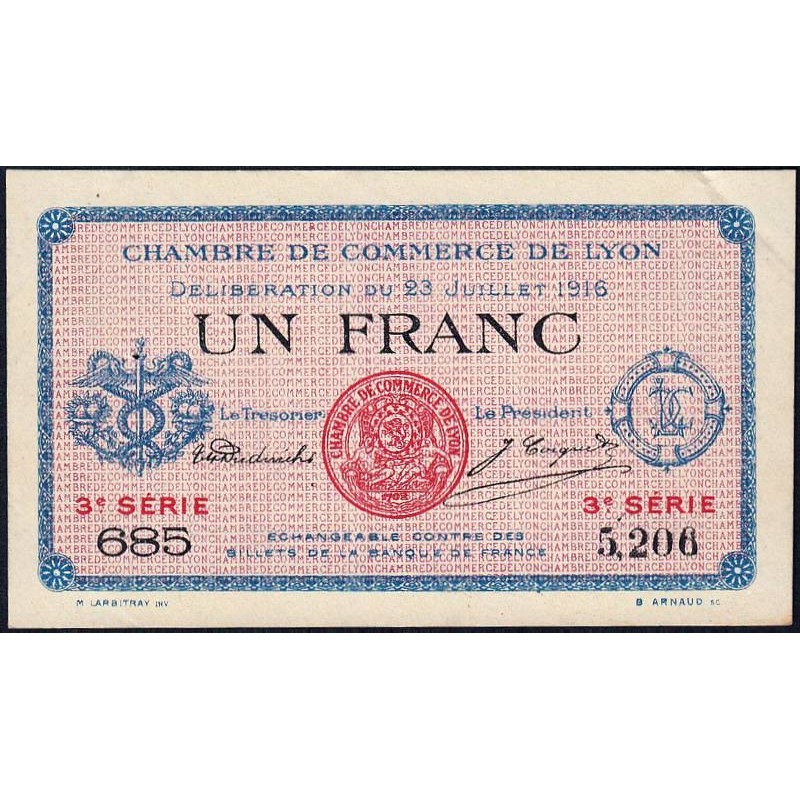 CHAMBRE DE COMMERCE DE LYON
DELIBERATION DU 23 JUILLET 1916
UN FRANC
Le Tresorier
Le President
CHAMBRE DE COMMERCE DE LYON
1702
3e SÉRIE
3e SÉRIE
685
5,206
ECHANGEABLE CONTRE DES
BILLETS DE LA BANQUE DE FRANCE
M LARBITRAY INV
B ARNAUD SC